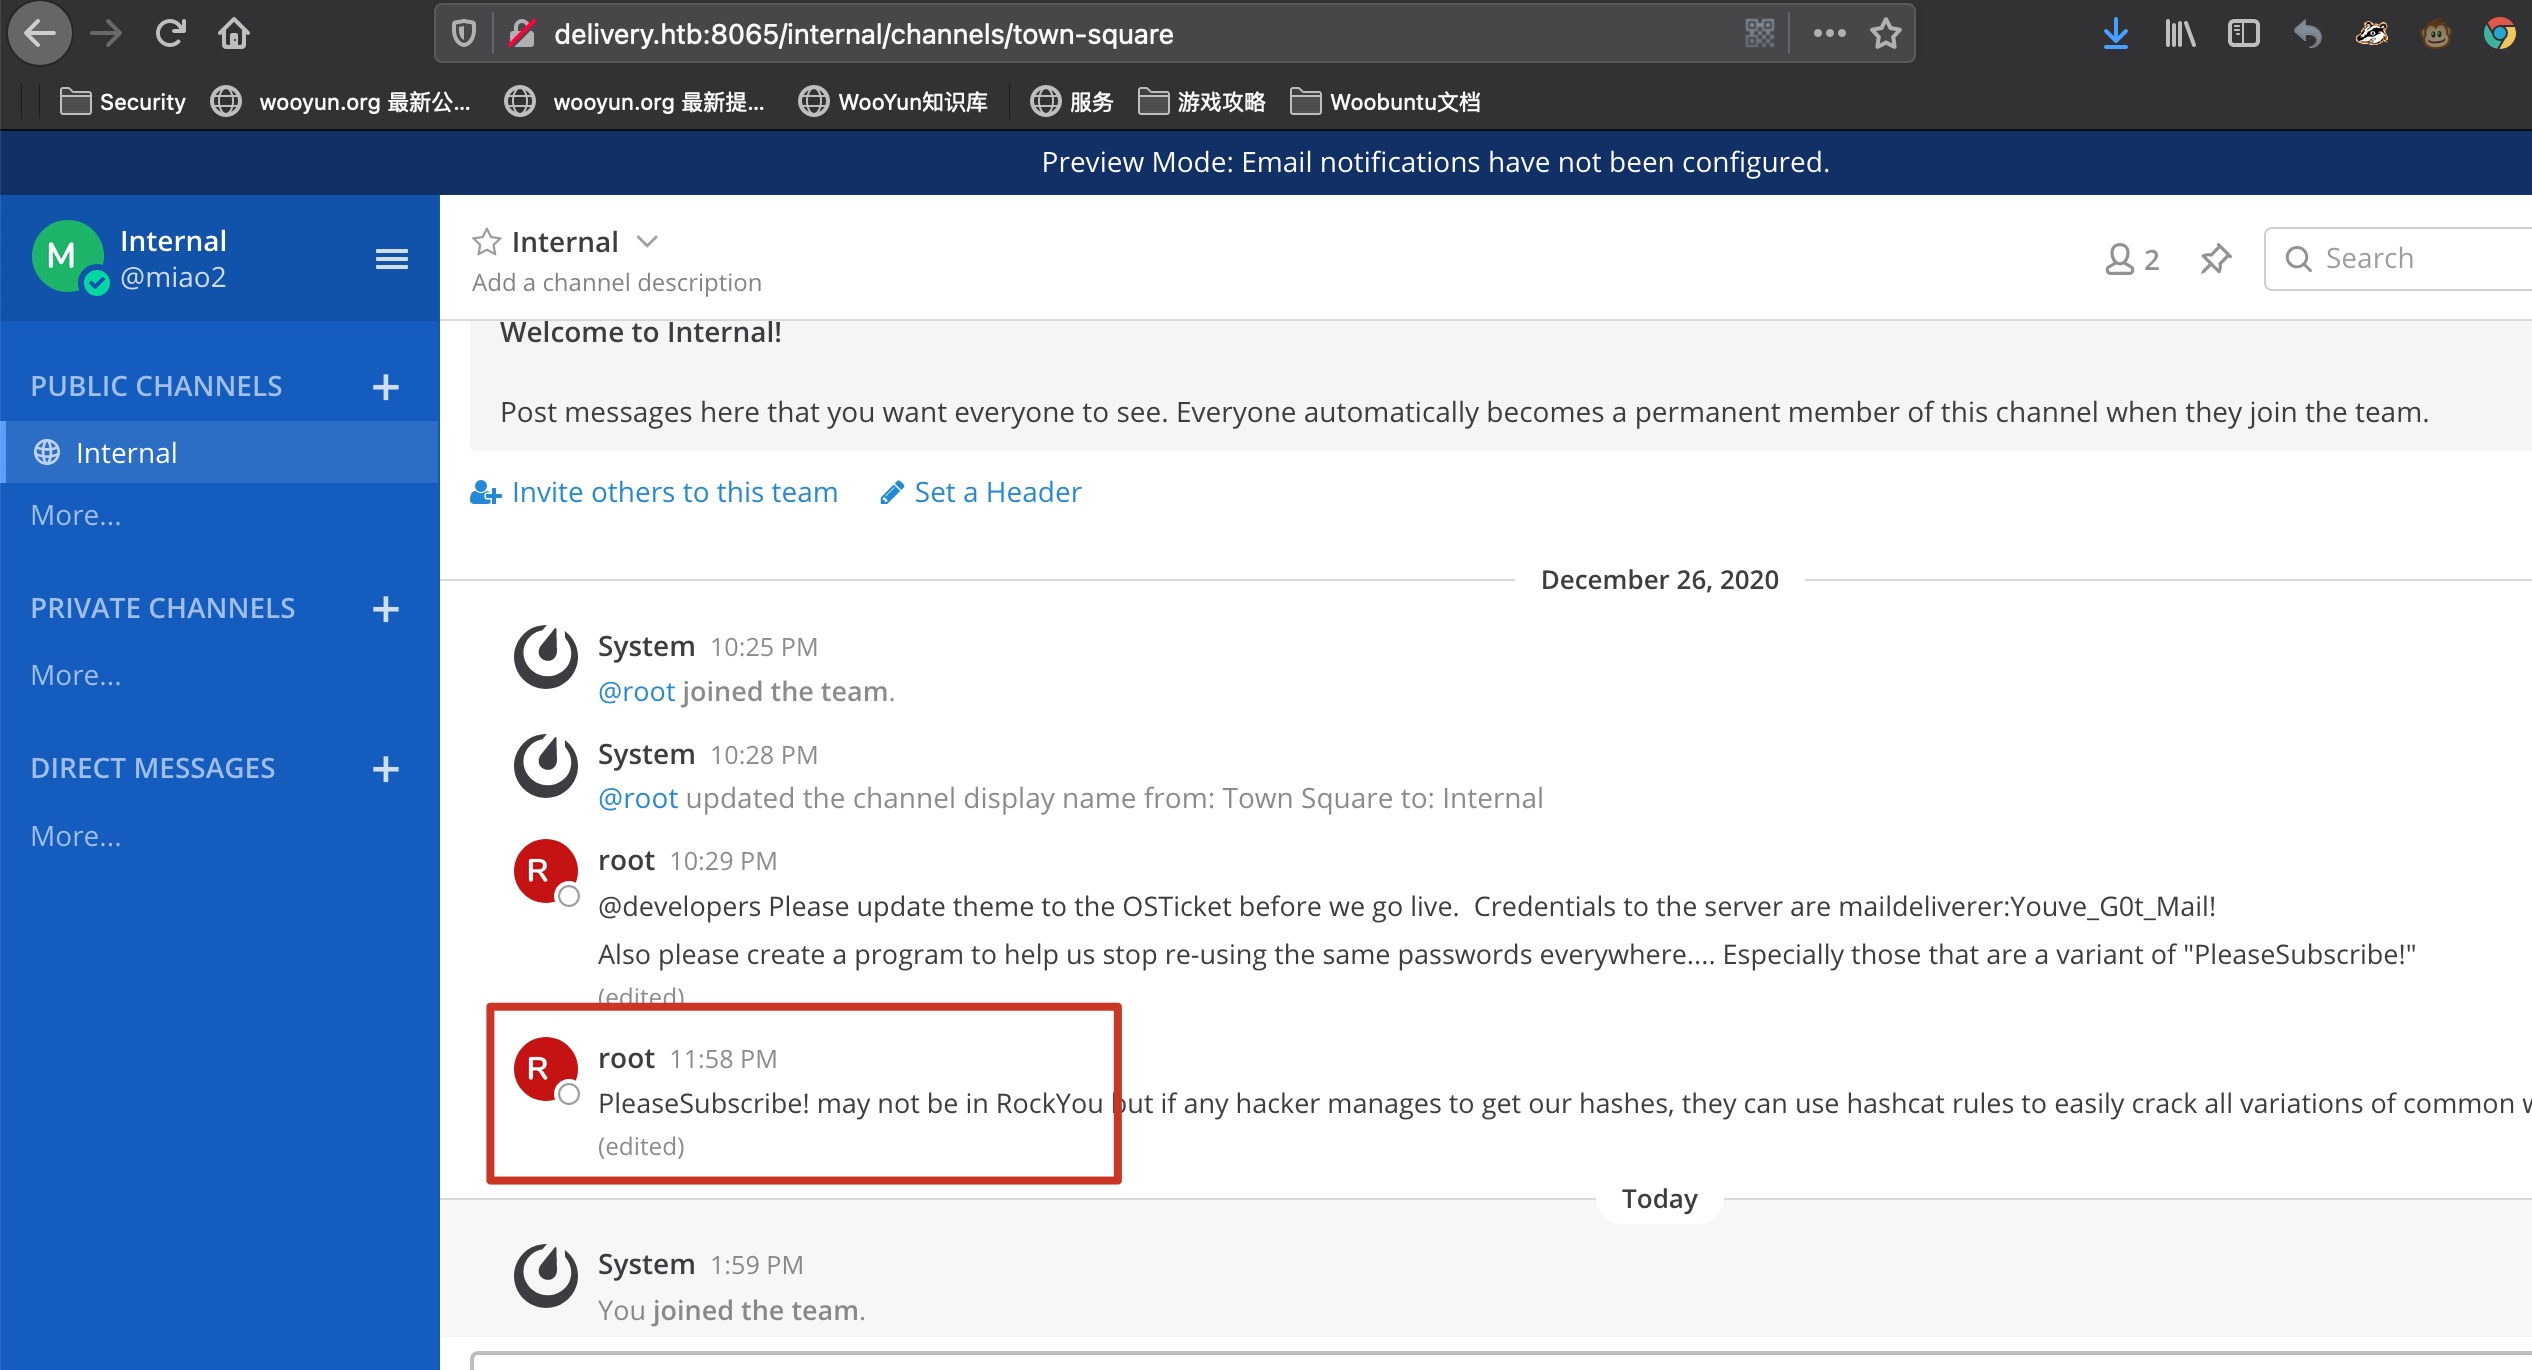 delivery.htb:8065/internal/channels/town-square
Security
wooyun.org 最新公...
wooyun.org 最新提...
WooYun知识库
服务
游戏攻略
Woobuntu文档
Preview Mode: Email notifications have not been configured.
M
Internal
@miao2
Internal
Add a channel description
2
Search
PUBLIC CHANNELS
Internal
More...
PRIVATE CHANNELS
More...
DIRECT MESSAGES
More...
Welcome to Internal!
Post messages here that you want everyone to see. Everyone automatically becomes a permanent member of this channel when they join the team.
Invite others to this team
Set a Header
December 26, 2020
System 10:25 PM
@root joined the team.
System 10:28 PM
@root updated the channel display name from: Town Square to: Internal
R
root 10:29 PM
@developers Please update theme to the OSTicket before we go live. Credentials to the server are maildeliverer:Youve_G0t_Mail!
Also please create a program to help us stop re-using the same passwords everywhere.... Especially those that are a variant of "PleaseSubscribe!"
(edited)
R
root 11:58 PM
PleaseSubscribe! may not be in RockYou but if any hacker manages to get our hashes, they can use hashcat rules to easily crack all variations of common
(edited)
Today
System 1:59 PM
You joined the team.